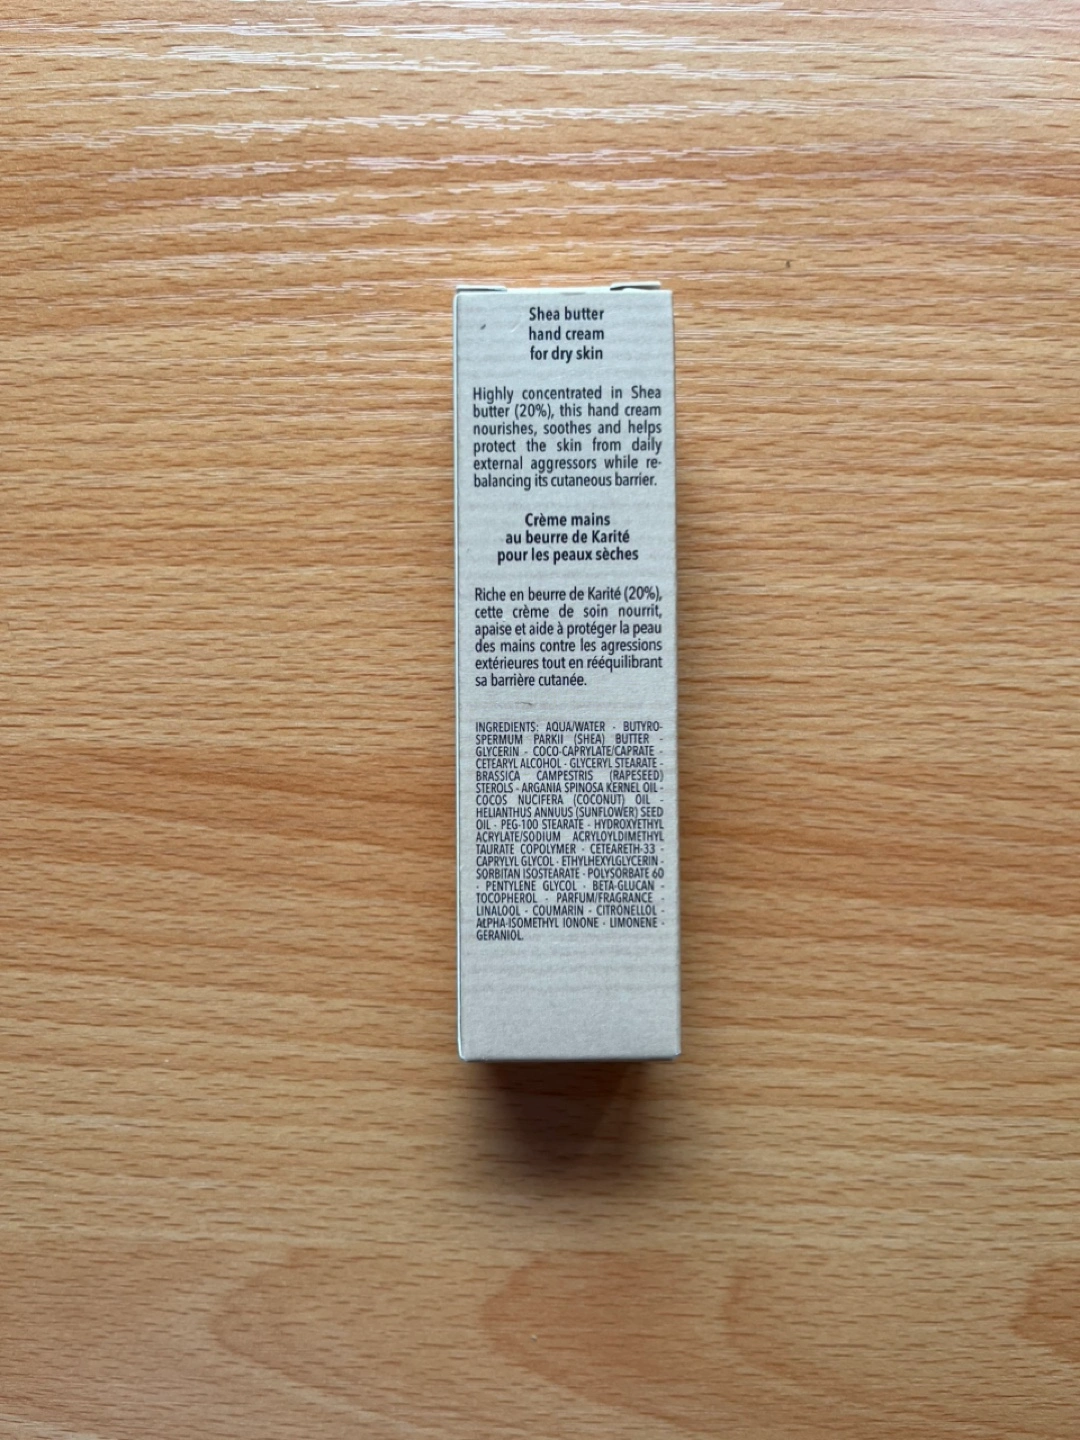 Shea butter
hand cream
for dry skin
Highly concentrated in Shea
butter (20%), this hand cream
nourishes, soothes and helps
protect the skin from daily
external aggressors while re-
balancing its cutaneous barrier.
Crème mains
au beurre de Karité
pour les peaux sèches
Riche en beurre de Karité (20%),
cette crème de soin nourrit,
apaise et aide à protéger la peau
des mains contre les agressions
extérieures tout en rééquilibrant
sa barrière cutanée.
INGREDIENTS: AQUA/WATER - BUTYRO-
SPERMUM PARKII (SHEA) BUTTER -
GLYCERIN - COCO-CAPRYLATE/CAPRATE -
CETEARYL ALCOHOL - GLYCERYL STEARATE -
BRASSICA CAMPESTRIS (RAPESEED)
STEROLS - ARGANIA SPINOSA KERNEL OIL -
COCOS NUCIFERA (COCONUT) OIL -
HELIANTHUS ANNUUS (SUNFLOWER) SEED
OIL - PEG-100 STEARATE - HYDROXYETHYL
ACRYLATE/SODIUM ACRYLOYLDIMETHYL
TAURATE COPOLYMER - CETEARETH-33 -
CAPRYLYL GLYCOL - ETHYLHEXYLGLYCERIN -
SORBITAN ISOSTEARATE - POLYSORBATE 60
- PENTYLENE GLYCOL - BETA-GLUCAN -
TOCOPHEROL - PARFUM/FRAGRANCE -
LINALOOL - COUMARIN - CITRONELLOL -
ALPHA-ISOMETHYL IONONE - LIMONENE -
GERANIOL.